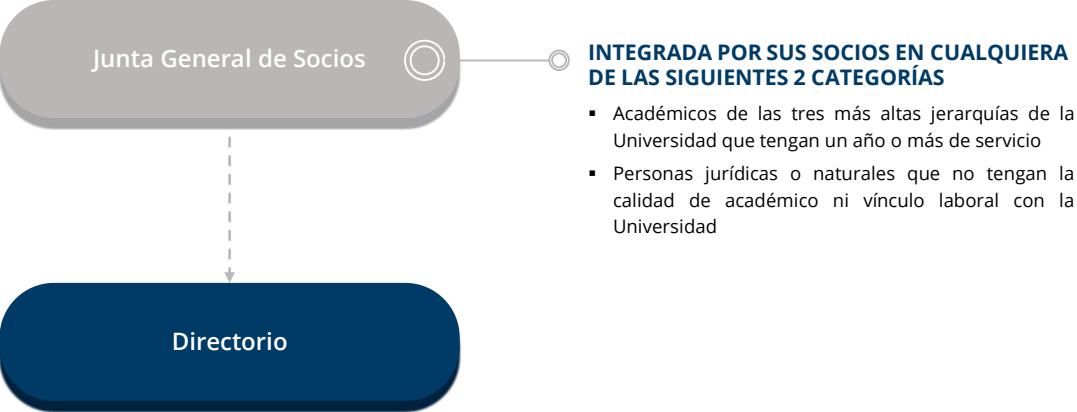 Junta General de Socios
INTEGRADA POR SUS SOCIOS EN CUALQUIERA
DE LAS SIGUIENTES 2 CATEGORÍAS
▪ Académicos de las tres más altas jerarquías de la
Universidad que tengan un año o más de servicio
▪ Personas jurídicas o naturales que no tengan la
calidad de académico ni vínculo laboral con la
Universidad
Directorio